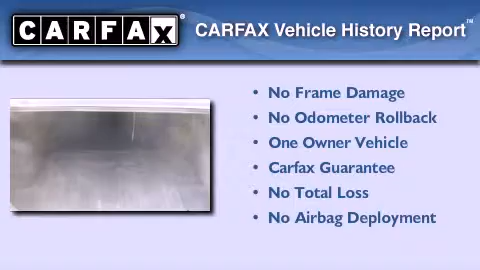 CARFAX® CARFAX Vehicle History Report™
• No Frame Damage
• No Odometer Rollback
• One Owner Vehicle
• Carfax Guarantee
• No Total Loss
• No Airbag Deployment